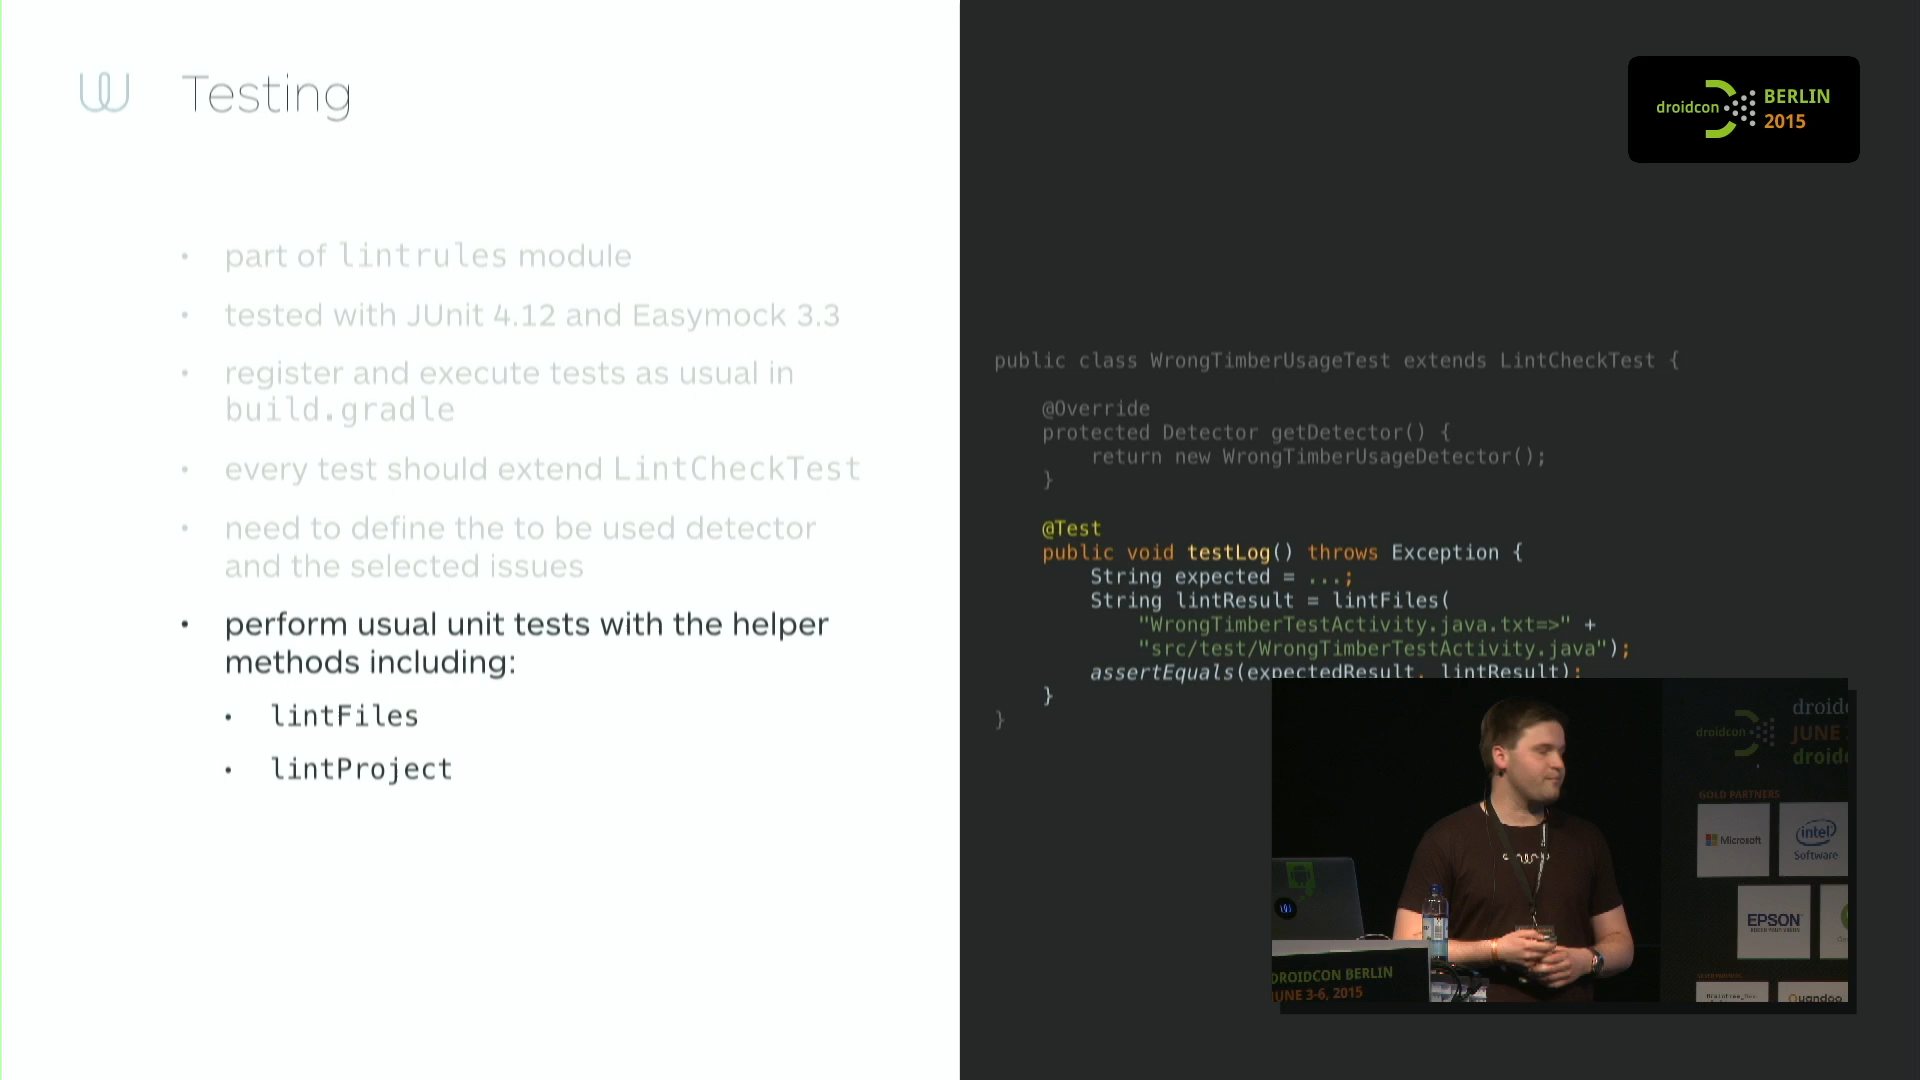 Testing
• part of lintrules module
• tested with JUnit 4.12 and Easymock 3.3
• register and execute tests as usual in
build.gradle
• every test should extend LintCheckTest
• need to define the to be used detector
and the selected issues
• perform usual unit tests with the helper
methods including:
• lintFiles
• lintProject
droidcon
BERLIN
2015
public class WrongTimberUsageTest extends LintCheckTest {
@Override
protected Detector getDetector() {
return new WrongTimberUsageDetector();
}
@Test
public void testLog() throws Exception {
String expected = ...;
String lintResult = lintFiles(
"WrongTimberTestActivity.java.txt=>" +
"src/test/WrongTimberTestActivity.java");
assertEquals(expectedResult, lintResult);
}
}
droidcon
droidc
JUNE
droidc
GOLD PARTNERS
Microsoft
intel
Software
EPSON
Quandoo
DROIDCON BERLIN
JUNE 3-6, 2015